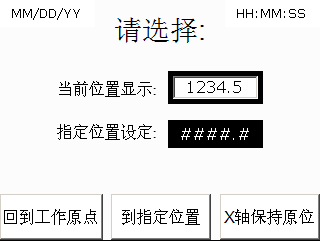 MM/DD/YY HH:MM:SS
请选择:
当前位置显示: 1234.5
指定位置设定: ####.#
回到工作原点 到指定位置 X轴保持原位